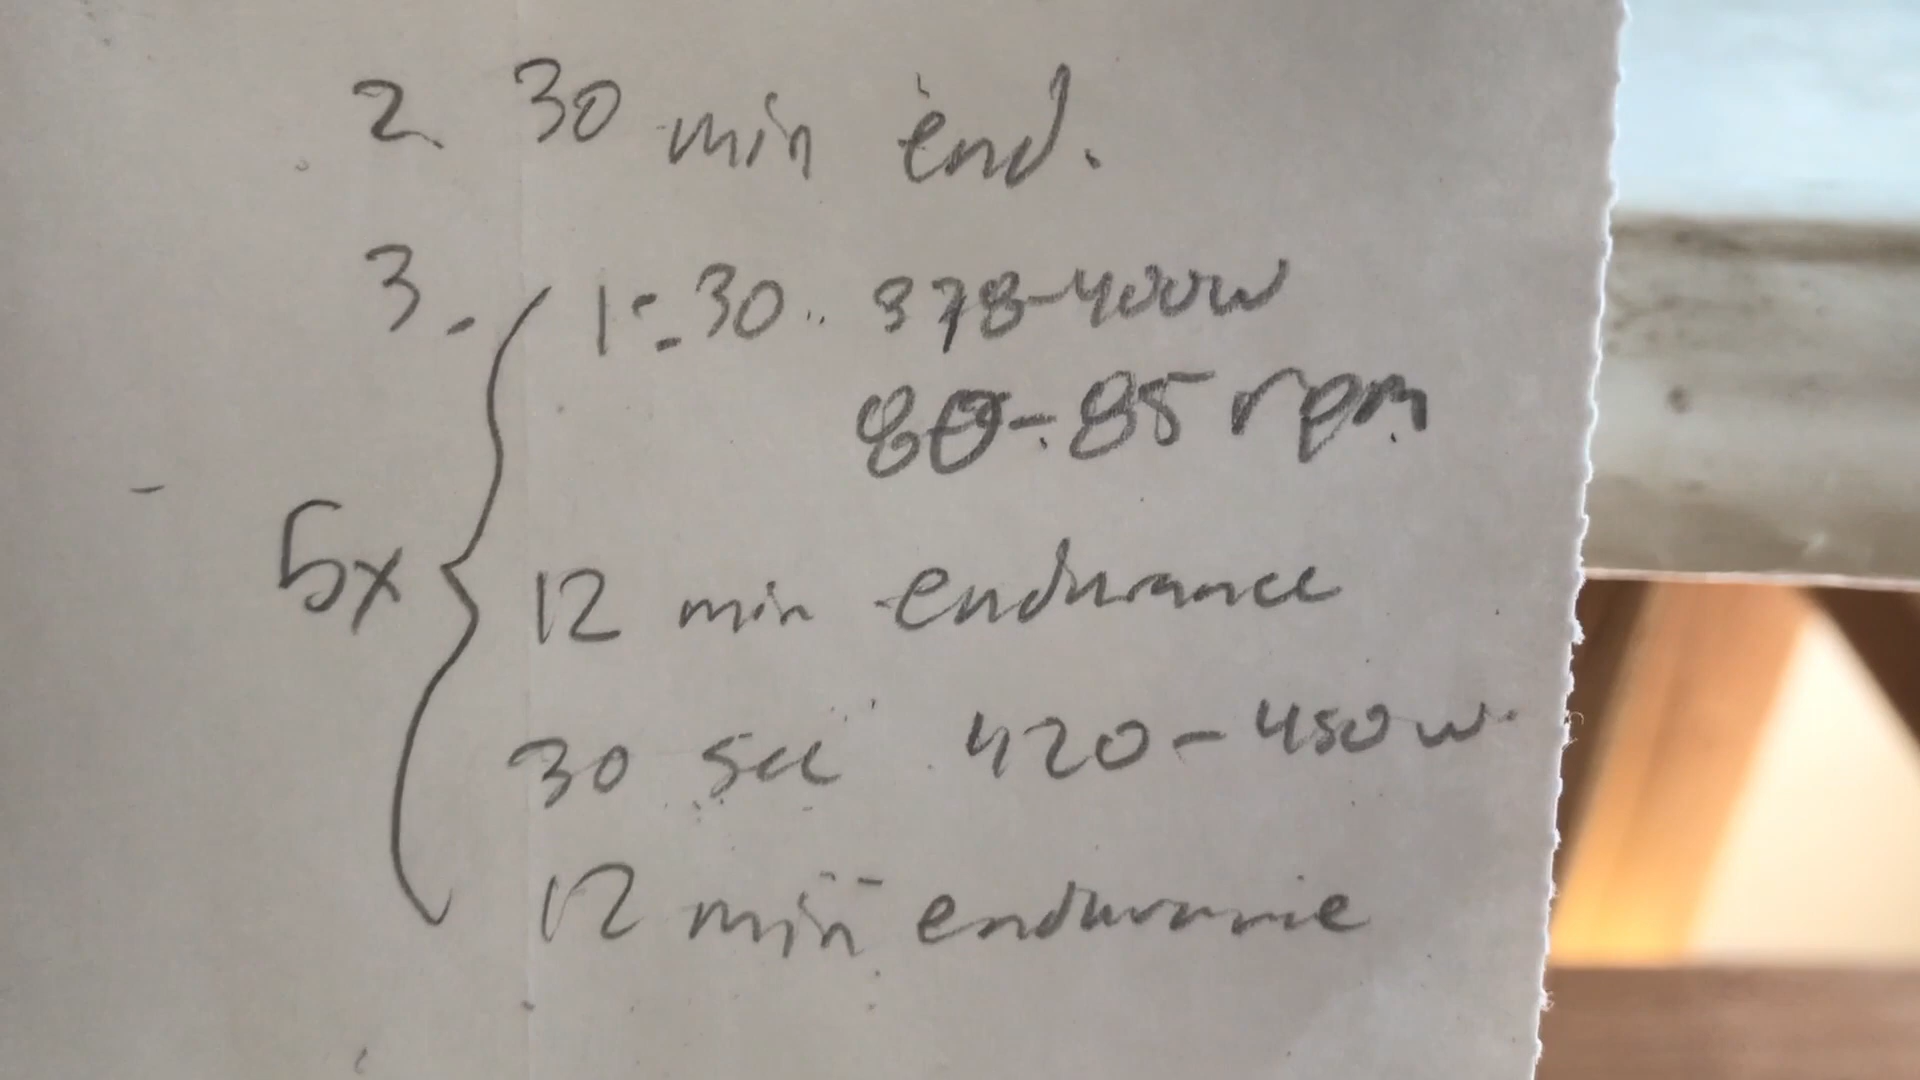 2. 30 min end.
3. 1:30 378-400w
80-85 rpm
5x
12 min endurance
30 sec 420-450w
12 min endurance